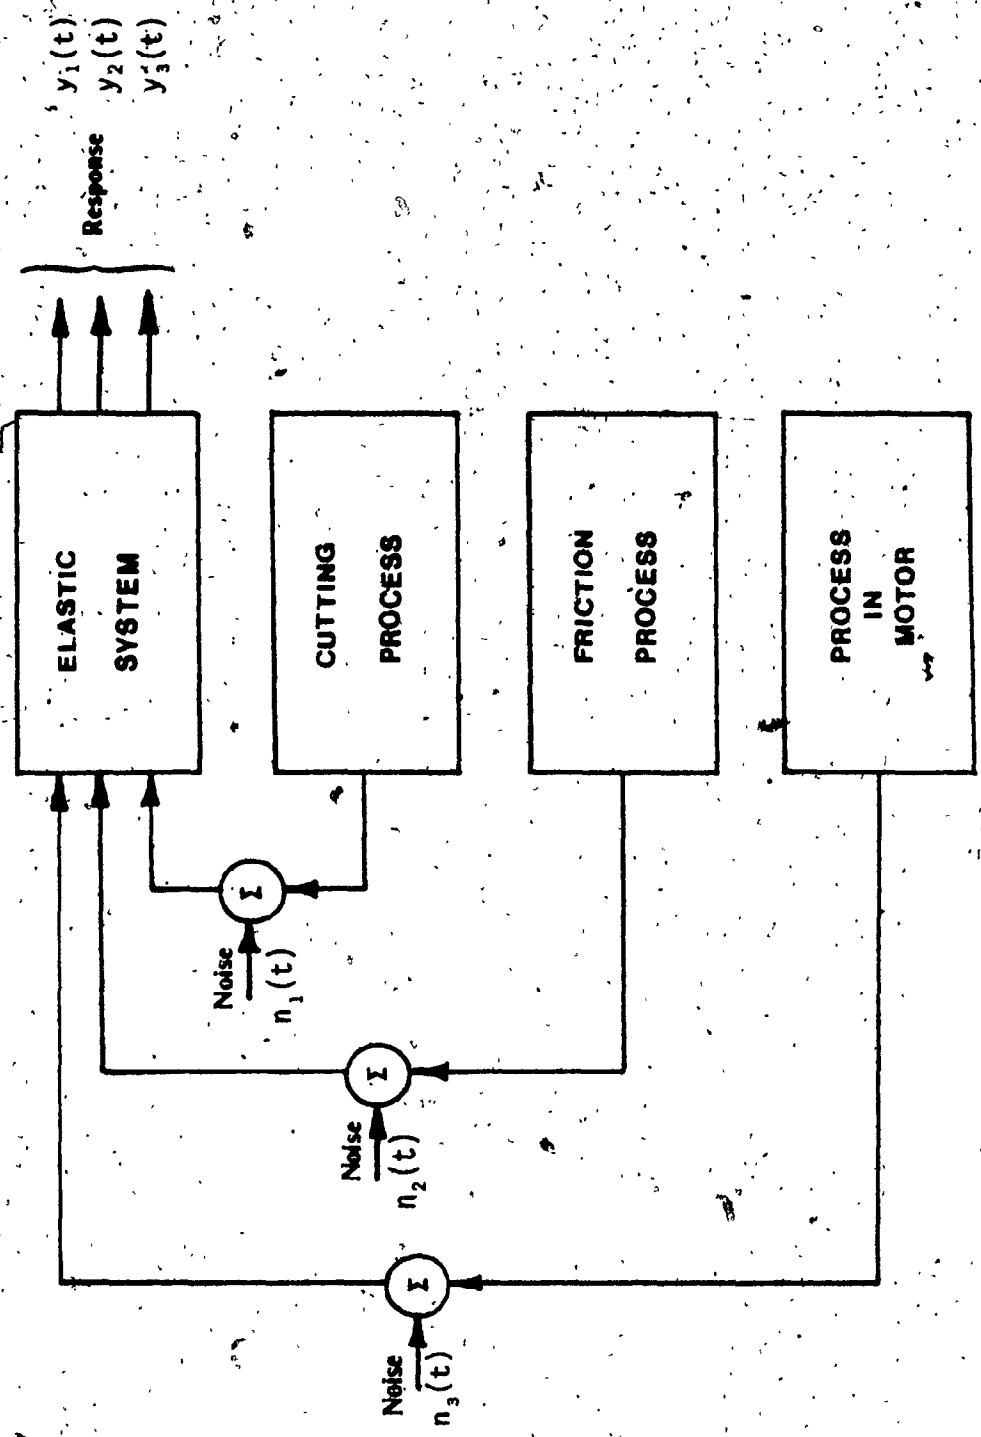 ELASTIC
SYSTEM
Response
y₁(t)
y₂(t)
y₃(t)
Σ
Noise
n₁(t)
CUTTING
PROCESS
Σ
Noise
n₂(t)
FRICTION
PROCESS
Σ
Noise
n₃(t)
PROCESS
IN
MOTOR